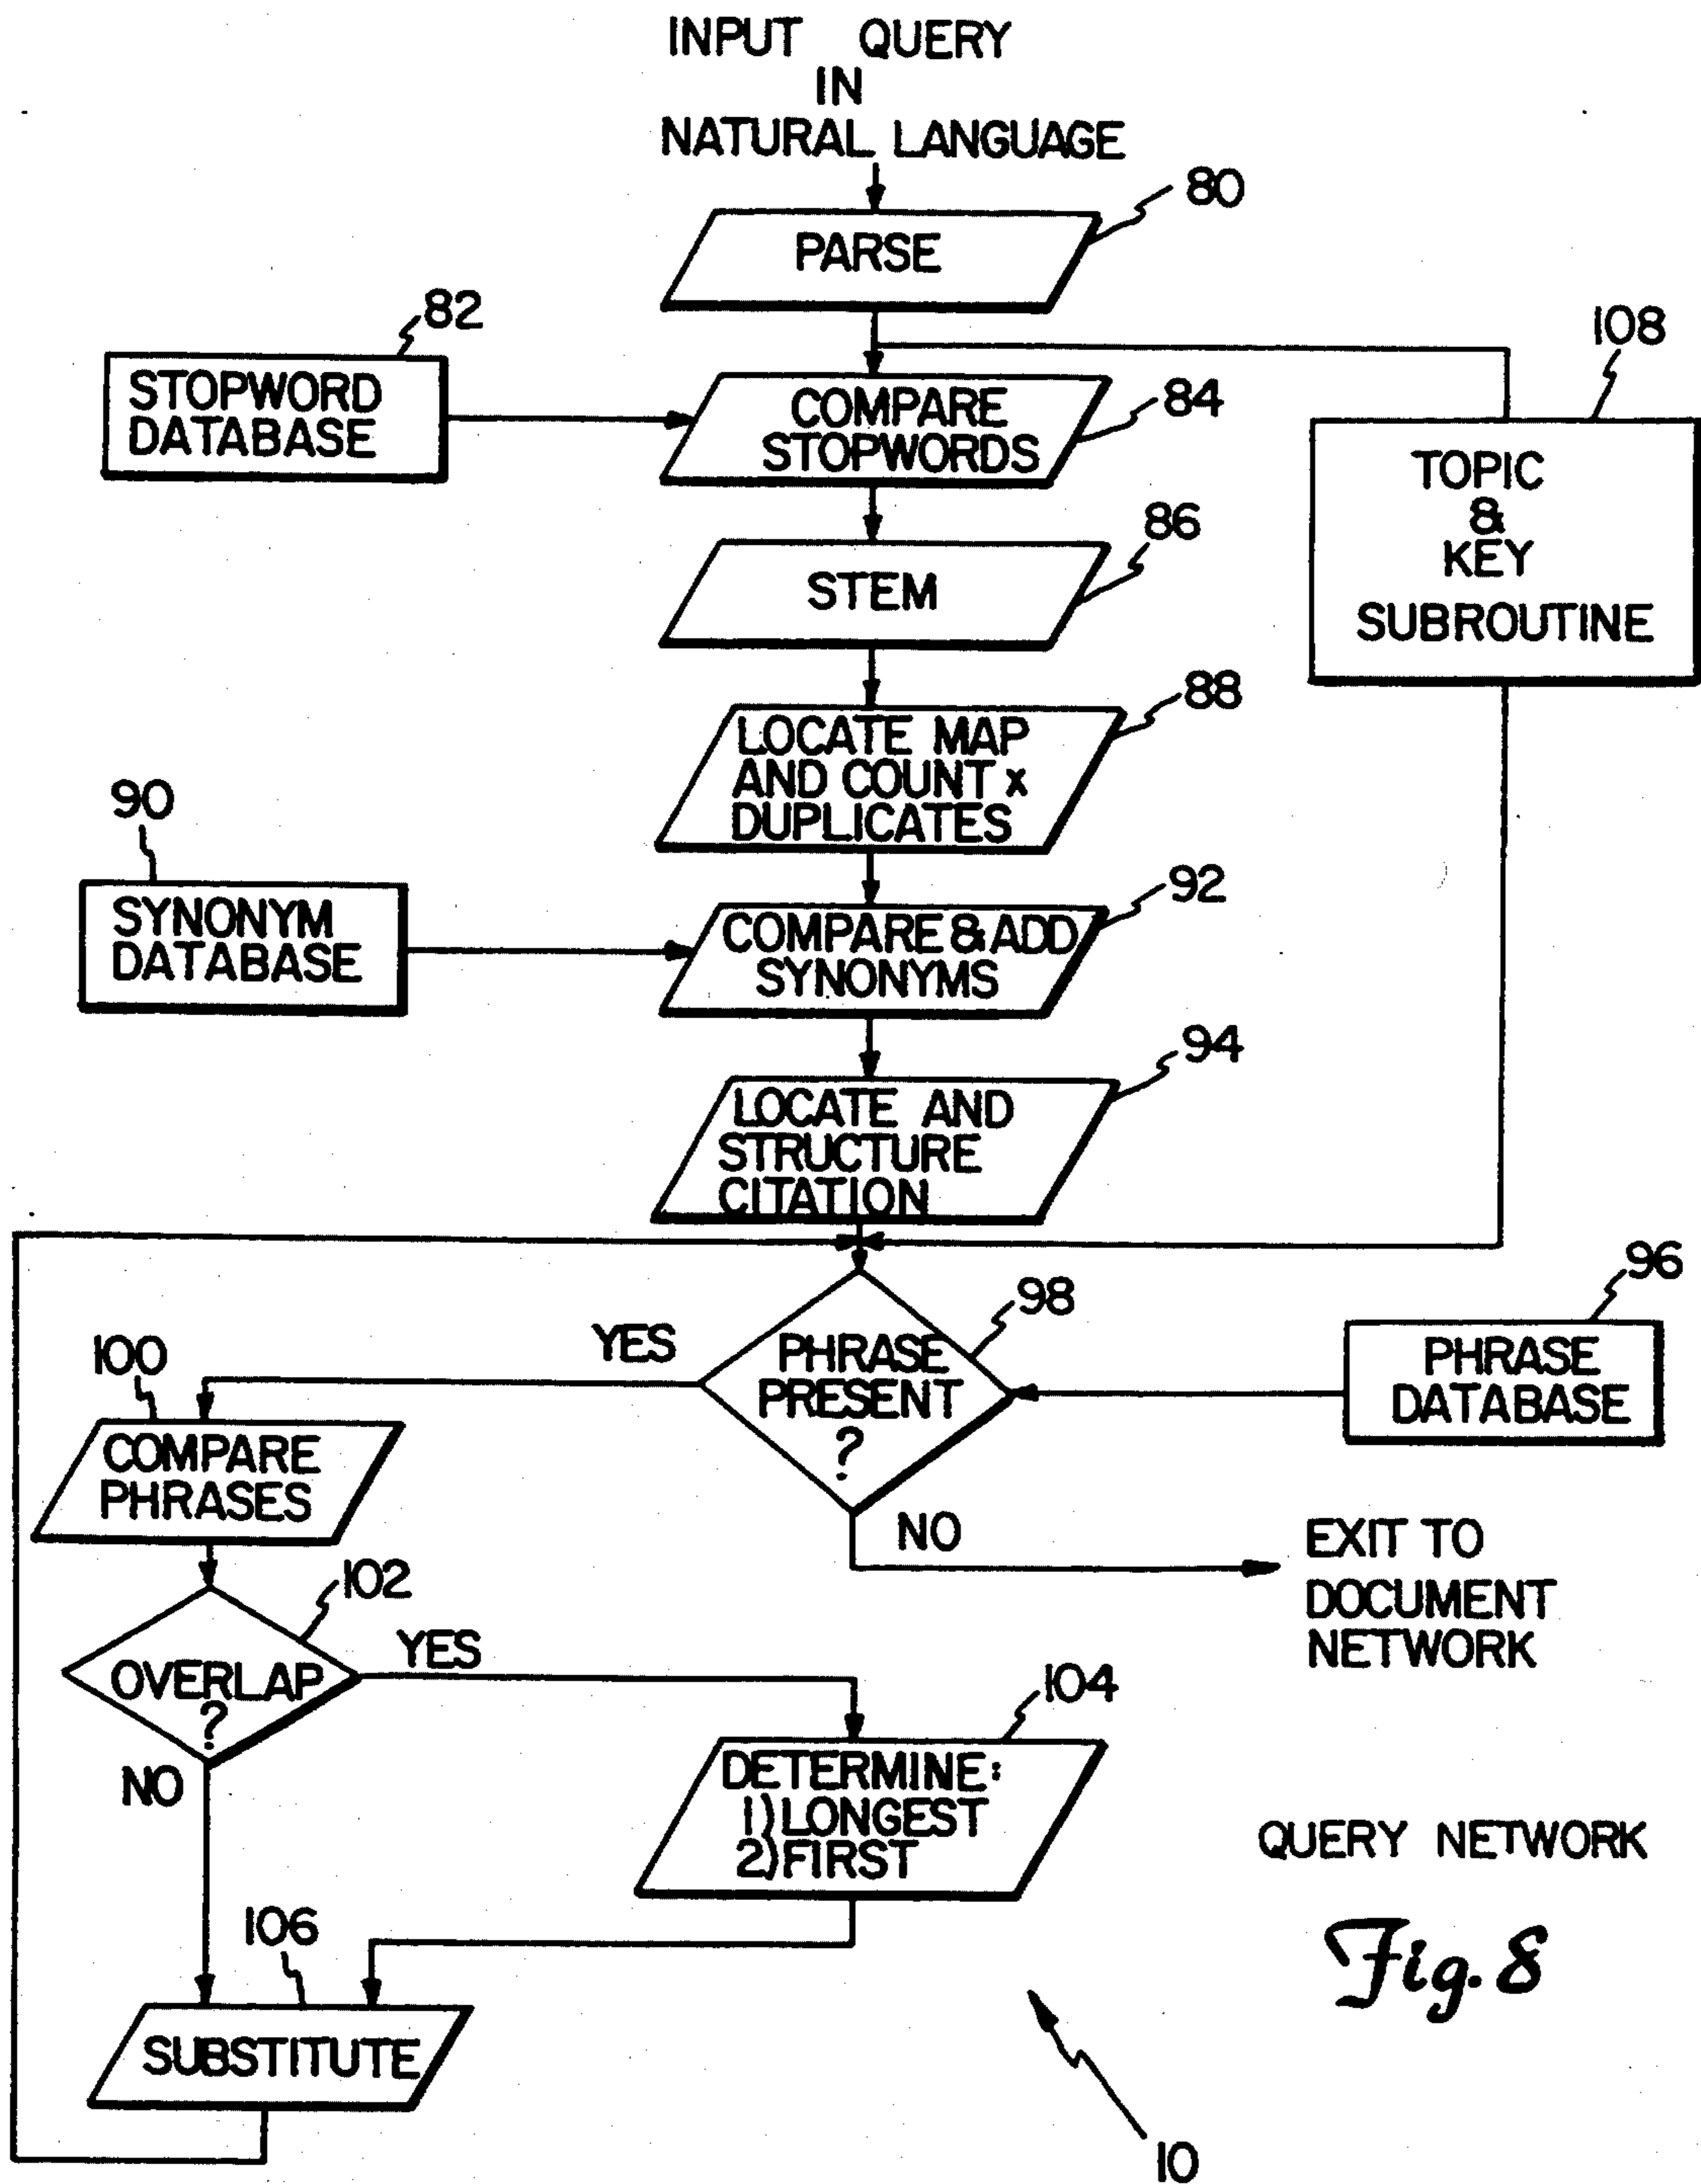 INPUT QUERY
IN
NATURAL LANGUAGE
80
PARSE
82
STOPWORD
DATABASE
108
COMPARE
STOPWORDS
84
TOPIC
&
KEY
SUBROUTINE
86
STEM
88
LOCATE MAP
AND COUNT x
DUPLICATES
90
SYNONYM
DATABASE
92
COMPARE & ADD
SYNONYMS
94
LOCATE AND
STRUCTURE
CITATION
96
98
YES
PHRASE
PRESENT
?
PHRASE
DATABASE
100
COMPARE
PHRASES
NO
EXIT TO
DOCUMENT
NETWORK
102
OVERLAP
?
YES
NO
104
DETERMINE:
1)LONGEST
2)FIRST
QUERY NETWORK
106
SUBSTITUTE
Fig. 8
10